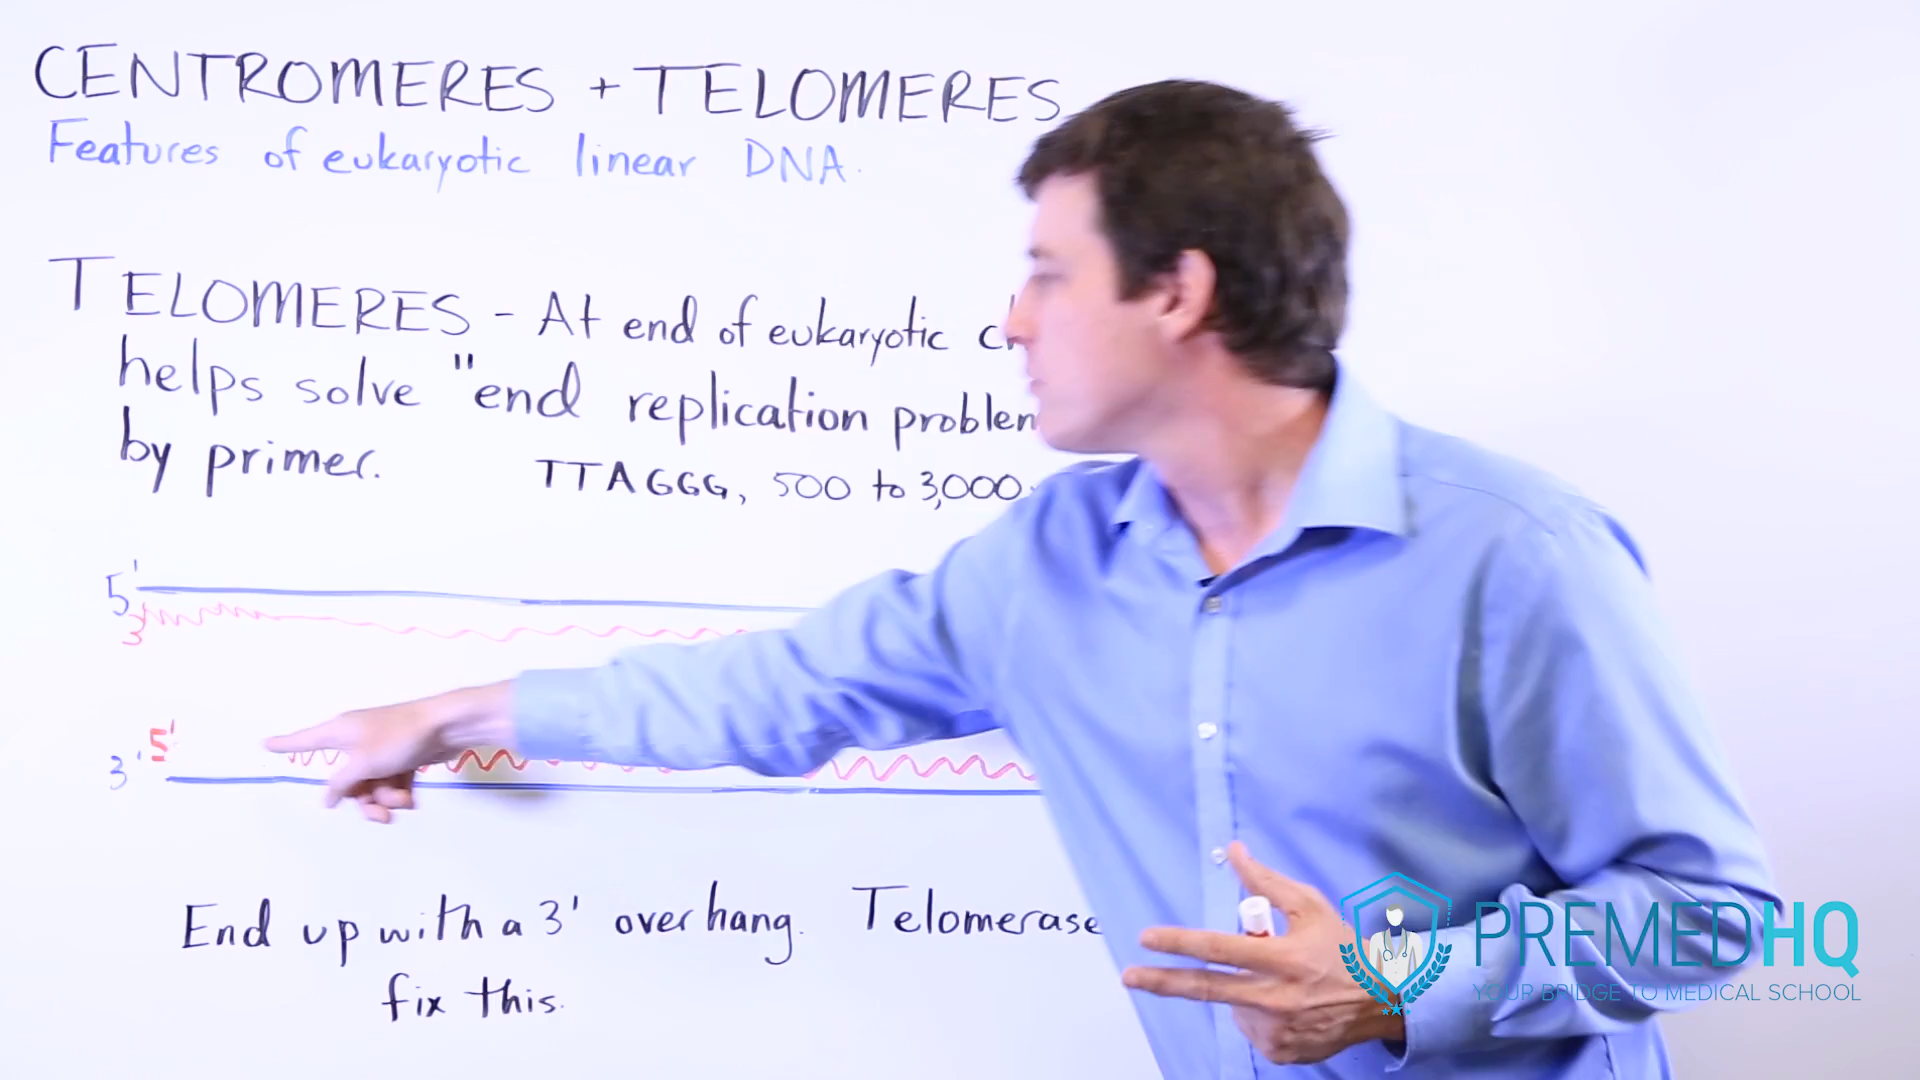 CENTROMERES + TELOMERES
Features of eukaryotic linear DNA.
TELOMERES - At end of eukaryotic
helps solve "end replication problem
by primer. TTAGGG, 500 to 3,000
5'
3
5'
3'
End up with a 3' overhang. Telomerase
fix this.
PREMEDHQ
YOUR BRIDGE TO MEDICAL SCHOOL